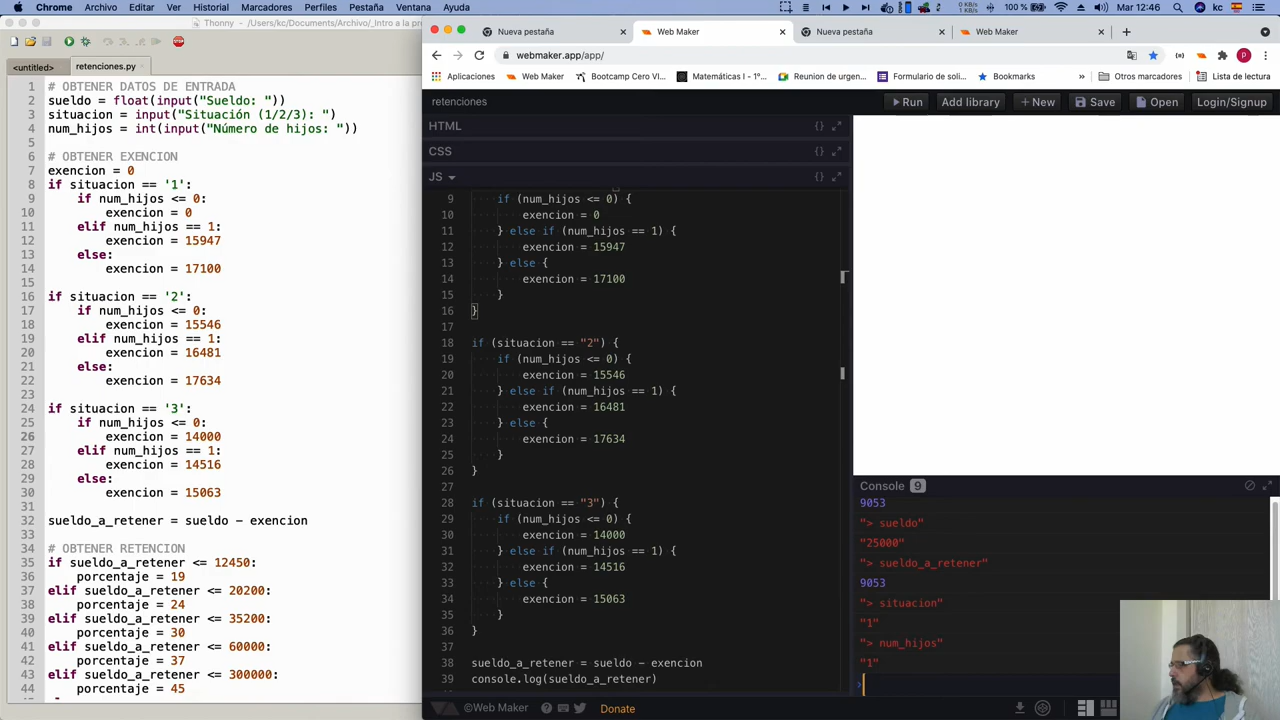 Chrome Archivo Editar Ver Historial Marcadores Perfiles Pestaña Ventana Ayuda
0 KB/s 1 KB/s Mar 12:46
Thonny - /Users/kc/Documents/Archivo/_Intro a la pr
Nueva pestaña Web Maker Nueva pestaña Web Maker
webmaker.app/app/
Aplicaciones Web Maker Bootcamp Cero VI... Matemáticas I - 1º... Reunion de urgen... Formulario de soli... Bookmarks » Otros marcadores Lista de lectura
<untitled> retenciones.py
retenciones Run Add library + New Save Open Login/Signup
HTML
CSS
JS
1 # OBTENER DATOS DE ENTRADA
2 sueldo = float(input("Sueldo: "))
3 situacion = input("Situación (1/2/3): ")
4 num_hijos = int(input("Número de hijos: "))
5
6 # OBTENER EXENCION
7 exencion = 0
8 if situacion == '1':
9 if num_hijos <= 0:
10 exencion = 0
11 elif num_hijos == 1:
12 exencion = 15947
13 else:
14 exencion = 17100
15
16 if situacion == '2':
17 if num_hijos <= 0:
18 exencion = 15546
19 elif num_hijos == 1:
20 exencion = 16481
21 else:
22 exencion = 17634
23
24 if situacion == '3':
25 if num_hijos <= 0:
26 exencion = 14000
27 elif num_hijos == 1:
28 exencion = 14516
29 else:
30 exencion = 15063
31
32 sueldo_a_retener = sueldo - exencion
33
34 # OBTENER RETENCION
35 if sueldo_a_retener <= 12450:
36 porcentaje = 19
37 elif sueldo_a_retener <= 20200:
38 porcentaje = 24
39 elif sueldo_a_retener <= 35200:
40 porcentaje = 30
41 elif sueldo_a_retener <= 60000:
42 porcentaje = 37
43 elif sueldo_a_retener <= 300000:
44 porcentaje = 45
9 if (num_hijos <= 0) {
10 exencion = 0
11 } else if (num_hijos == 1) {
12 exencion = 15947
13 } else {
14 exencion = 17100
15 }
16 }
17
18 if (situacion == "2") {
19 if (num_hijos <= 0) {
20 exencion = 15546
21 } else if (num_hijos == 1) {
22 exencion = 16481
23 } else {
24 exencion = 17634
25 }
26 }
27
28 if (situacion == "3") {
29 if (num_hijos <= 0) {
30 exencion = 14000
31 } else if (num_hijos == 1) {
32 exencion = 14516
33 } else {
34 exencion = 15063
35 }
36 }
37
38 sueldo_a_retener = sueldo - exencion
39 console.log(sueldo_a_retener)
Console 9
9053
"> sueldo"
"25000"
"> sueldo_a_retener"
9053
"> situacion"
"1"
"> num_hijos"
"1"
©Web Maker Donate